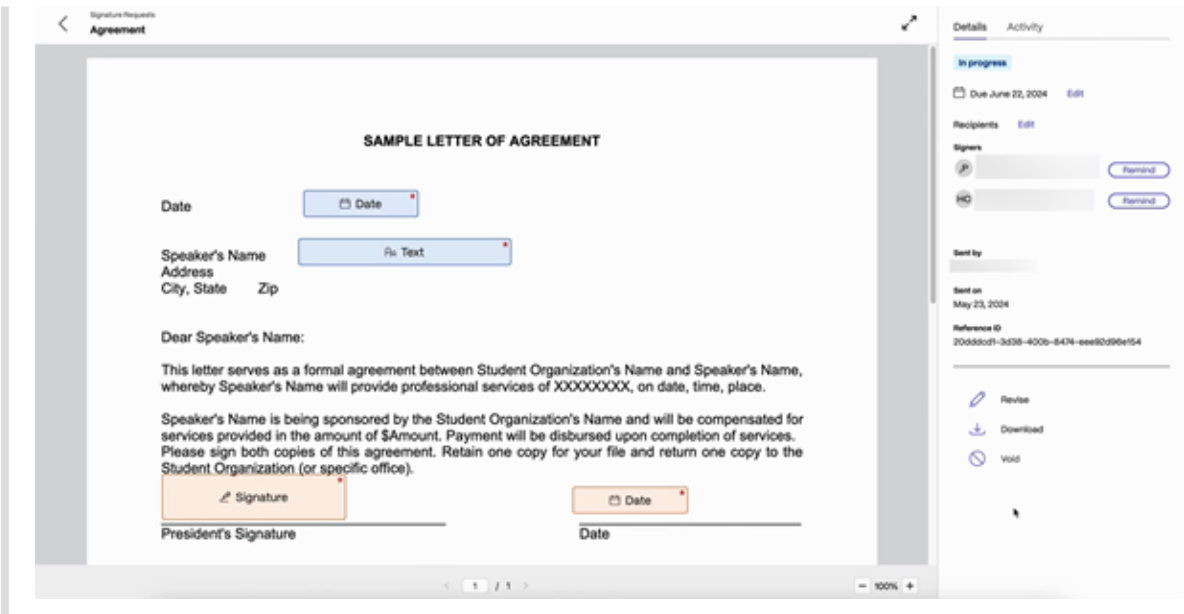 Signature Requests
Agreement
SAMPLE LETTER OF AGREEMENT
Date
Date *
Speaker's Name
Text *
Address
City, State Zip
Dear Speaker's Name:
This letter serves as a formal agreement between Student Organization's Name and Speaker's Name,
whereby Speaker's Name will provide professional services of XXXXXXXX, on date, time, place.
Speaker's Name is being sponsored by the Student Organization's Name and will be compensated for
services provided in the amount of $Amount. Payment will be disbursed upon completion of services.
Please sign both copies of this agreement. Retain one copy for your file and return one copy to the
Student Organization (or specific office).
Signature *
Date *
President's Signature
Date
1 / 1
100%
Details Activity
In progress
Due June 22, 2024 Edit
Recipients Edit
Signers
Remind
HC Remind
Sent by
Sent on
May 23, 2024
Reference ID
20dddcd1-3d38-400b-8474-eee92d96e154
Revise
Download
Void